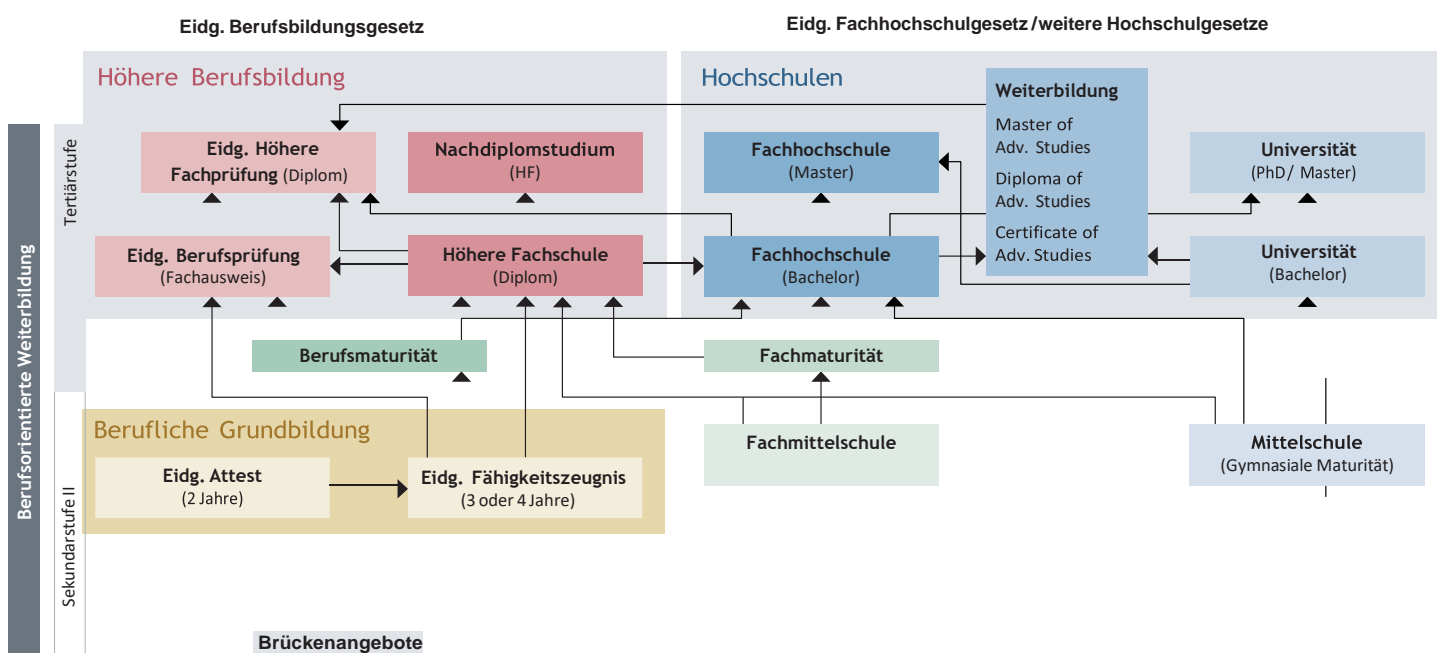 Eidg. Berufsbildungsgesetz
Eidg. Fachhochschulgesetz/weitere Hochschulgesetze
Höhere Berufsbildung
Hochschulen
Berufsorientierte Weiterbildung
Tertiärstufe
Sekundarstufe II
Eidg. Höhere
Fachprüfung (Diplom)
Nachdiplomstudium
(HF)
Fachhochschule
(Master)
Weiterbildung
Master of
Adv. Studies
Diploma of
Adv. Studies
Certificate of
Adv. Studies
Universität
(PhD/ Master)
Eidg. Berufsprüfung
(Fachausweis)
Höhere Fachschule
(Diplom)
Fachhochschule
(Bachelor)
Universität
(Bachelor)
Berufsmaturität
Fachmaturität
Berufliche Grundbildung
Eidg. Attest
(2 Jahre)
Eidg. Fähigkeitszeugnis
(3 oder 4 Jahre)
Fachmittelschule
Mittelschule
(Gymnasiale Maturität)
Brückenangebote